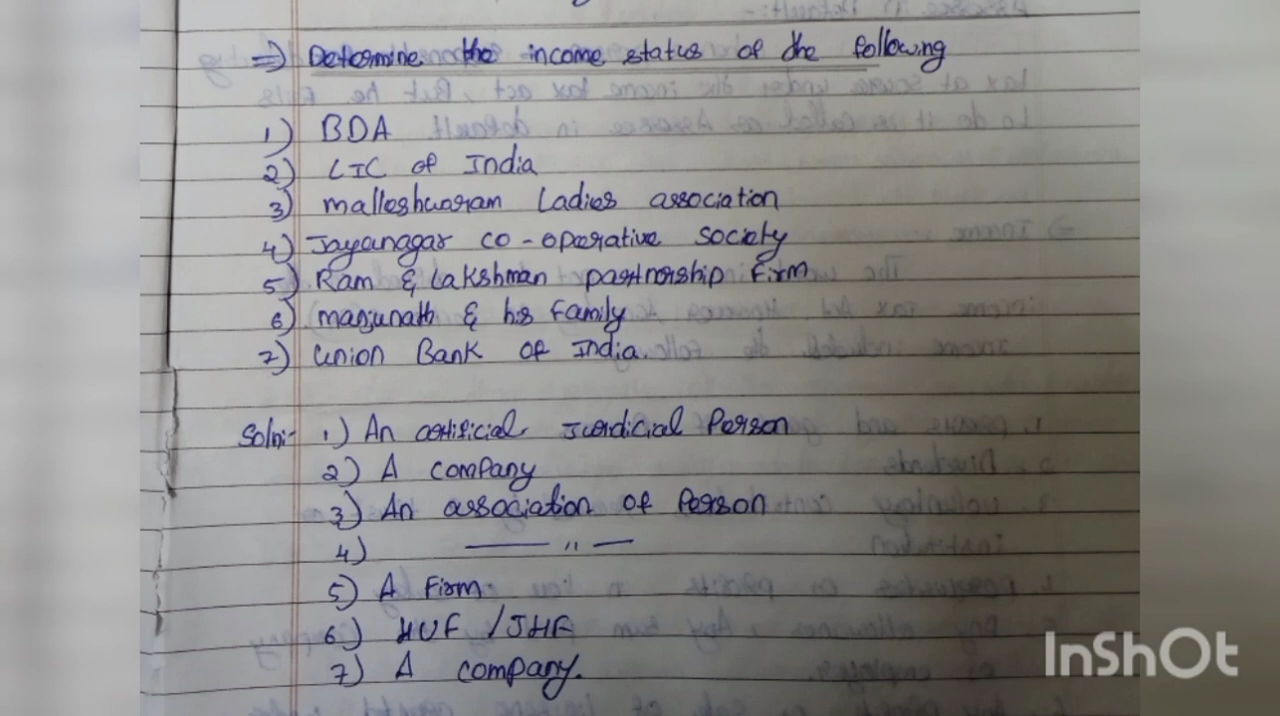 =) Determine the income status of the following
1) BDA
2) LIC of India
3) malleshwaram Ladies association
4) Jayanagar co-operative society
5) Ram & Lakshman partnership firm
6) manjunath & his family
7) Union Bank of India.
Soln:- 1.) An artificial Juridicial Person
2) A company
3) An association of Person
4) —— " —
5) A Firm
6) HUF / JHF
7) A company.
InShOt